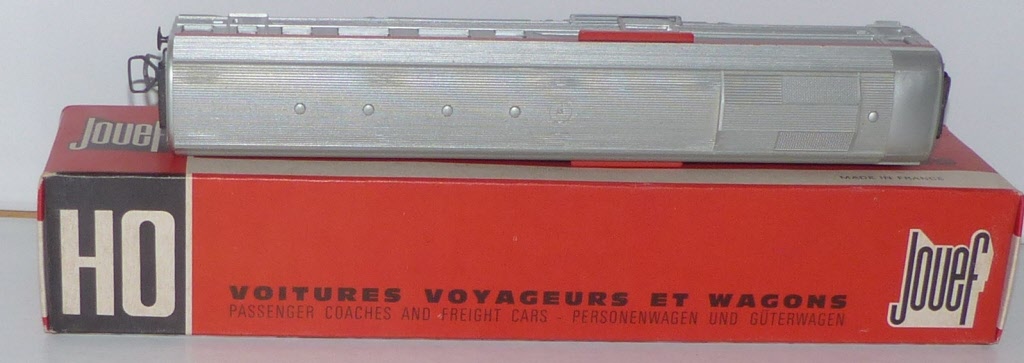 Jouef
MADE IN FRANCE
HO
Jouef
VOITURES VOYAGEURS ET WAGONS
PASSENGER COACHES AND FREIGHT CARS - PERSONENWAGEN UND GÜTERWAGEN